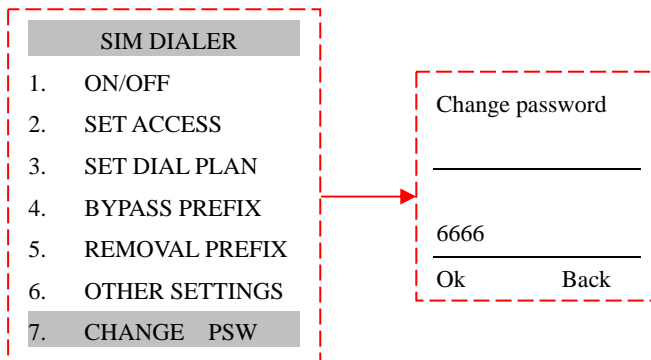 SIM DIALER
1. ON/OFF
2. SET ACCESS
3. SET DIAL PLAN
4. BYPASS PREFIX
5. REMOVAL PREFIX
6. OTHER SETTINGS
7. CHANGE PSW
Change password
6666
Ok Back